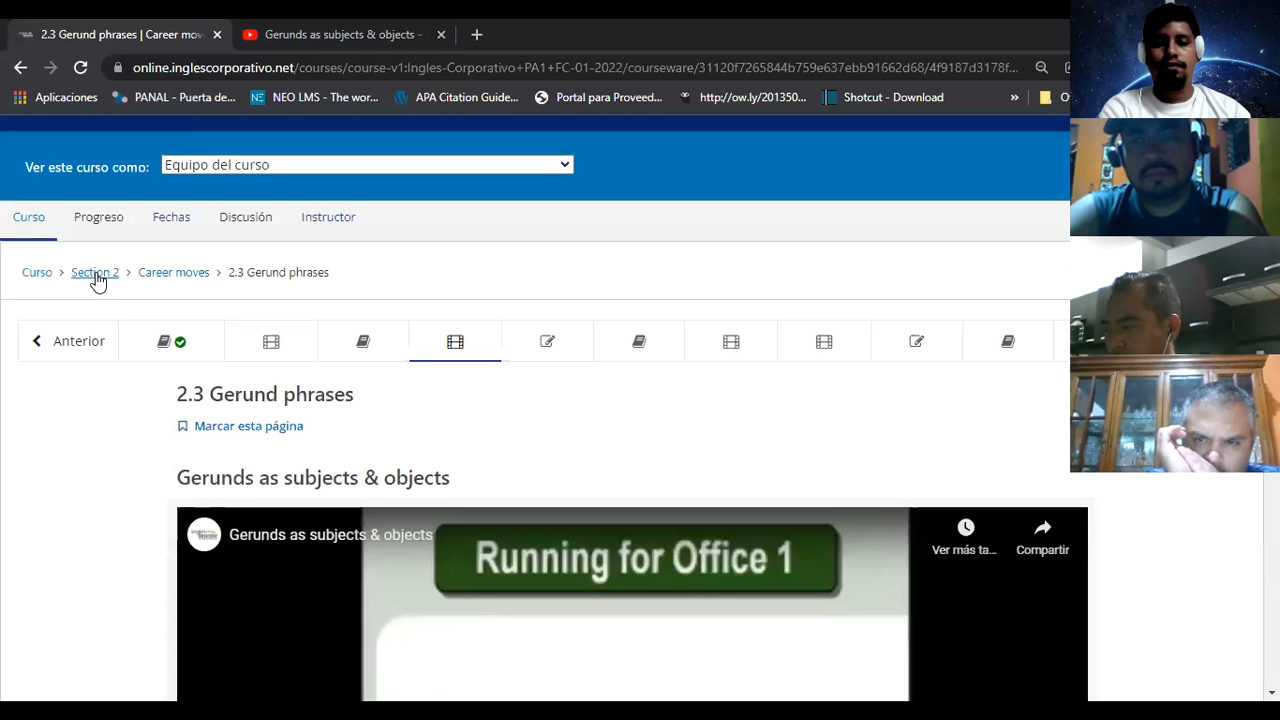 2.3 Gerund phrases | Career mov
Gerunds as subjects & objects -
online.inglescorporativo.net/courses/course-v1:Ingles-Corporativo+PA1+FC-01-2022/courseware/31120f7265844b759e637ebb91662d68/4f9187d3178f...
Aplicaciones
PANAL - Puerta de...
NEO LMS - The wor...
APA Citation Guide...
Portal para Proveed...
http://ow.ly/201350...
Shotcut - Download
»
Ver este curso como:
Equipo del curso
Curso
Progreso
Fechas
Discusión
Instructor
Curso > Section 2 > Career moves > 2.3 Gerund phrases
Anterior
2.3 Gerund phrases
Marcar esta página
Gerunds as subjects & objects
Gerunds as subjects & objects
Running for Office 1
Ver más ta...
Compartir